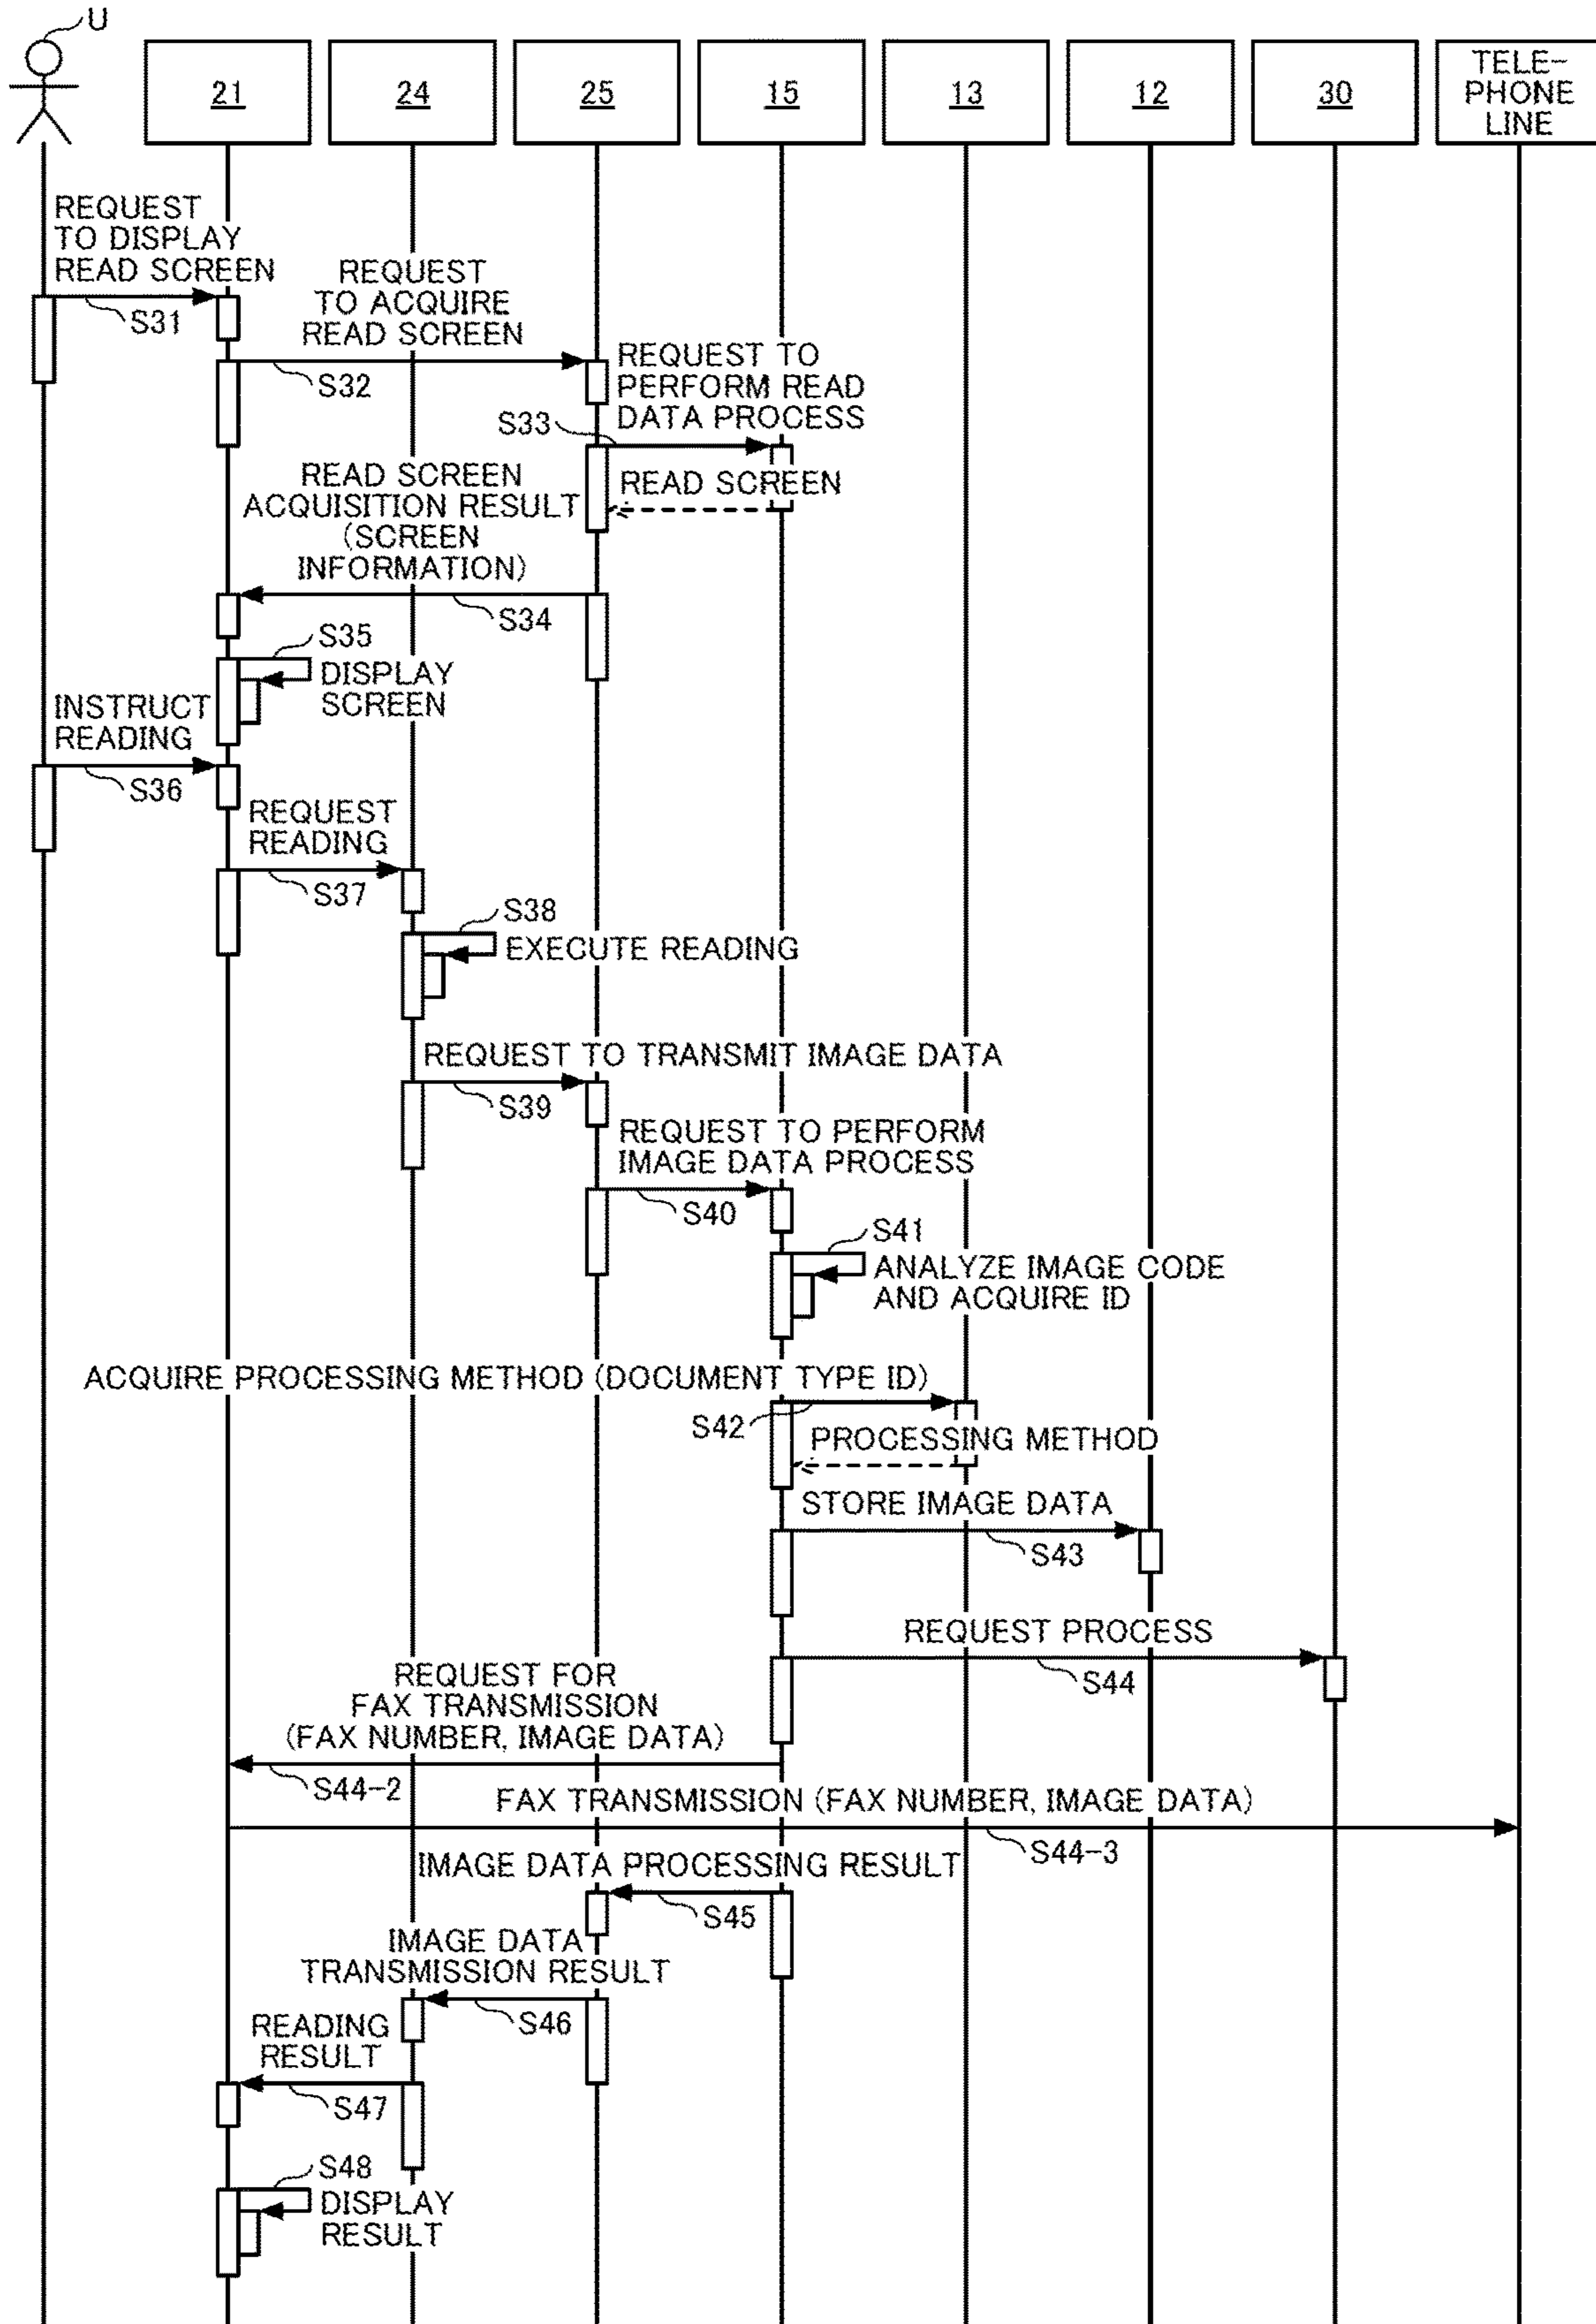 U
21
24
25
15
13
12
30
TELE-
PHONE
LINE
REQUEST
TO DISPLAY
READ SCREEN
S31
REQUEST
TO ACQUIRE
READ SCREEN
S32
REQUEST TO
PERFORM READ
DATA PROCESS
S33
READ SCREEN
READ SCREEN
ACQUISITION RESULT
(SCREEN
INFORMATION)
S34
S35
DISPLAY
SCREEN
INSTRUCT
READING
S36
REQUEST
READING
S37
S38
EXECUTE READING
REQUEST TO TRANSMIT IMAGE DATA
S39
REQUEST TO PERFORM
IMAGE DATA PROCESS
S40
S41
ANALYZE IMAGE CODE
AND ACQUIRE ID
ACQUIRE PROCESSING METHOD (DOCUMENT TYPE ID)
S42
PROCESSING METHOD
STORE IMAGE DATA
S43
REQUEST PROCESS
S44
REQUEST FOR
FAX TRANSMISSION
(FAX NUMBER, IMAGE DATA)
S44-2
FAX TRANSMISSION (FAX NUMBER, IMAGE DATA)
S44-3
IMAGE DATA PROCESSING RESULT
S45
IMAGE DATA
TRANSMISSION RESULT
S46
READING
RESULT
S47
S48
DISPLAY
RESULT